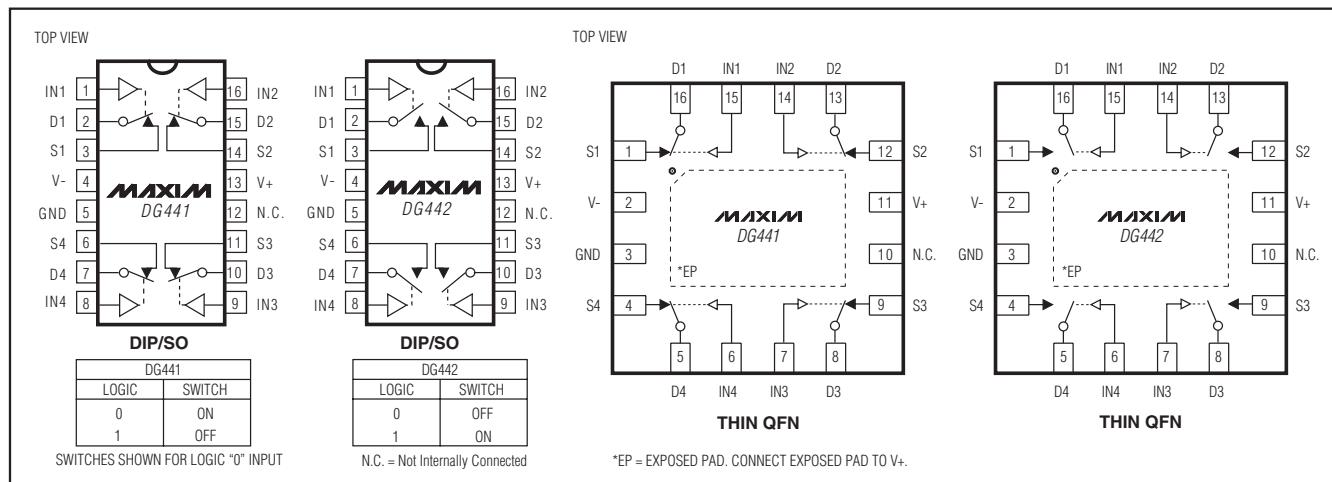 TOP VIEW
IN1 1 16 IN2
D1 2 15 D2
S1 3 14 S2
V- 4 13 V+
GND 5 12 N.C.
S4 6 11 S3
D4 7 10 D3
IN4 8 9 IN3
MAXIM
DG441
DIP/SO
DG441
LOGIC SWITCH
0 ON
1 OFF
SWITCHES SHOWN FOR LOGIC “0” INPUT
IN1 1 16 IN2
D1 2 15 D2
S1 3 14 S2
V- 4 13 V+
GND 5 12 N.C.
S4 6 11 S3
D4 7 10 D3
IN4 8 9 IN3
MAXIM
DG442
DIP/SO
DG442
LOGIC SWITCH
0 OFF
1 ON
N.C. = Not Internally Connected
TOP VIEW
D1 IN1 IN2 D2
16 15 14 13
S1 1 12 S2
V- 2 11 V+
GND 3 10 N.C.
S4 4 9 S3
MAXIM
DG441
*EP
5 6 7 8
D4 IN4 IN3 D3
THIN QFN
D1 IN1 IN2 D2
16 15 14 13
S1 1 12 S2
V- 2 11 V+
GND 3 10 N.C.
S4 4 9 S3
MAXIM
DG442
*EP
5 6 7 8
D4 IN4 IN3 D3
THIN QFN
*EP = EXPOSED PAD. CONNECT EXPOSED PAD TO V+.